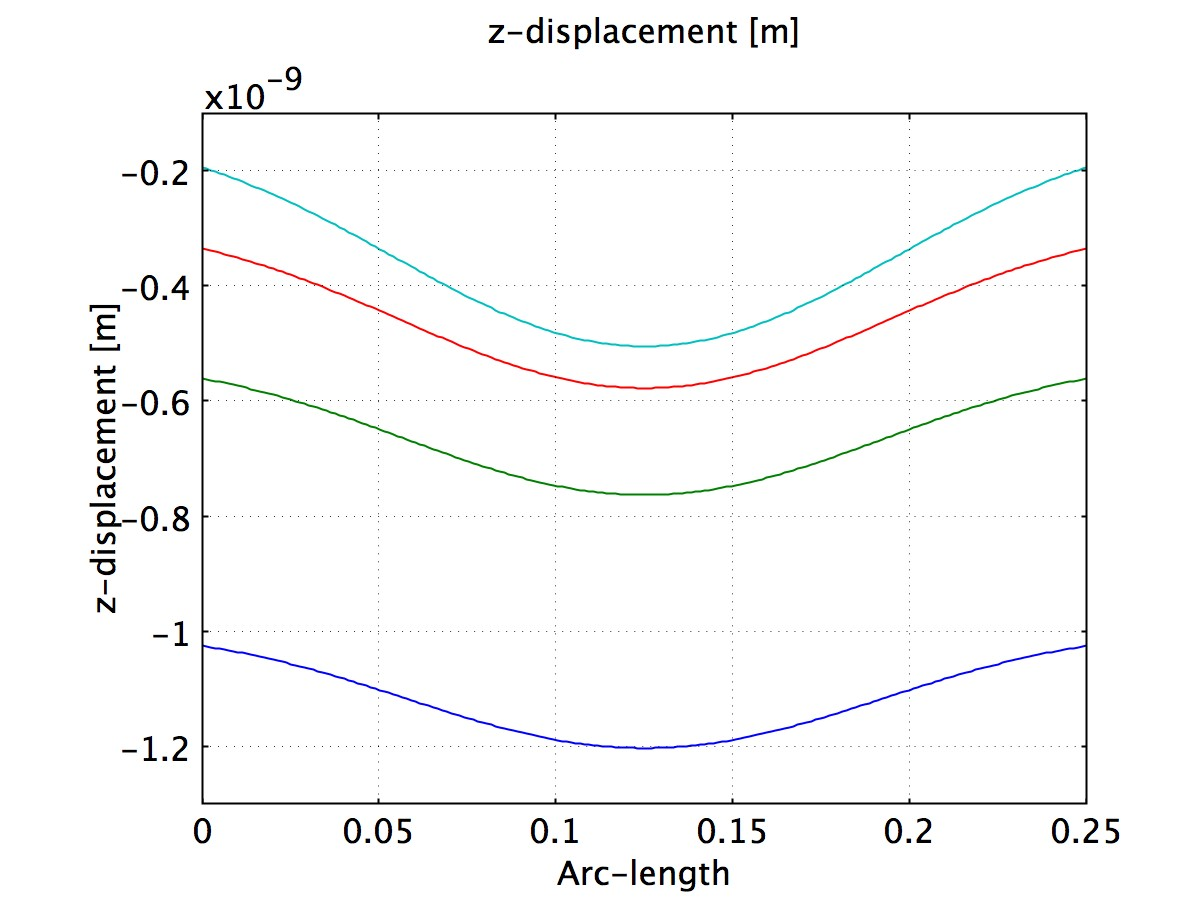 z-displacement [m]
x10^-9
-0.2
-0.4
-0.6
-0.8
-1
-1.2
z-displacement [m]
0 0.05 0.1 0.15 0.2 0.25
Arc-length